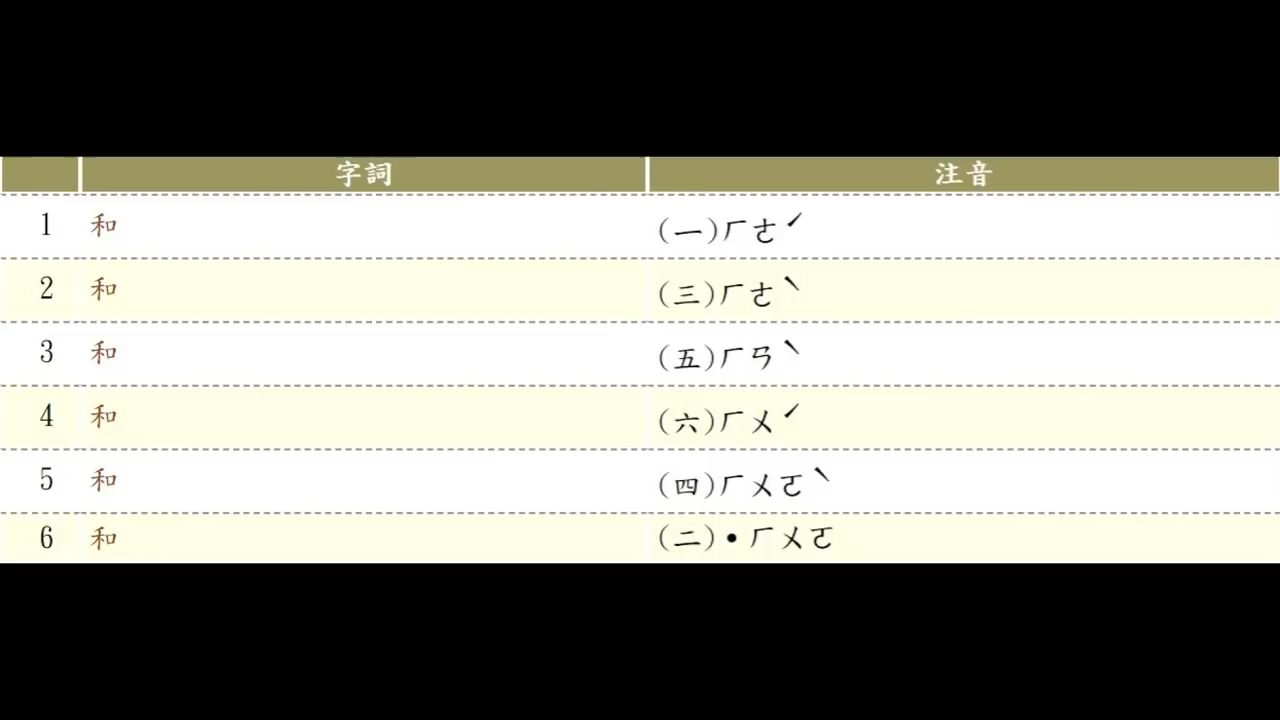 字詞 注音
1 和 (一)ㄏㄜˊ
2 和 (三)ㄏㄜˋ
3 和 (五)ㄏㄢˋ
4 和 (六)ㄏㄨˊ
5 和 (四)ㄏㄨㄛˋ
6 和 (二)•ㄏㄨㄛ